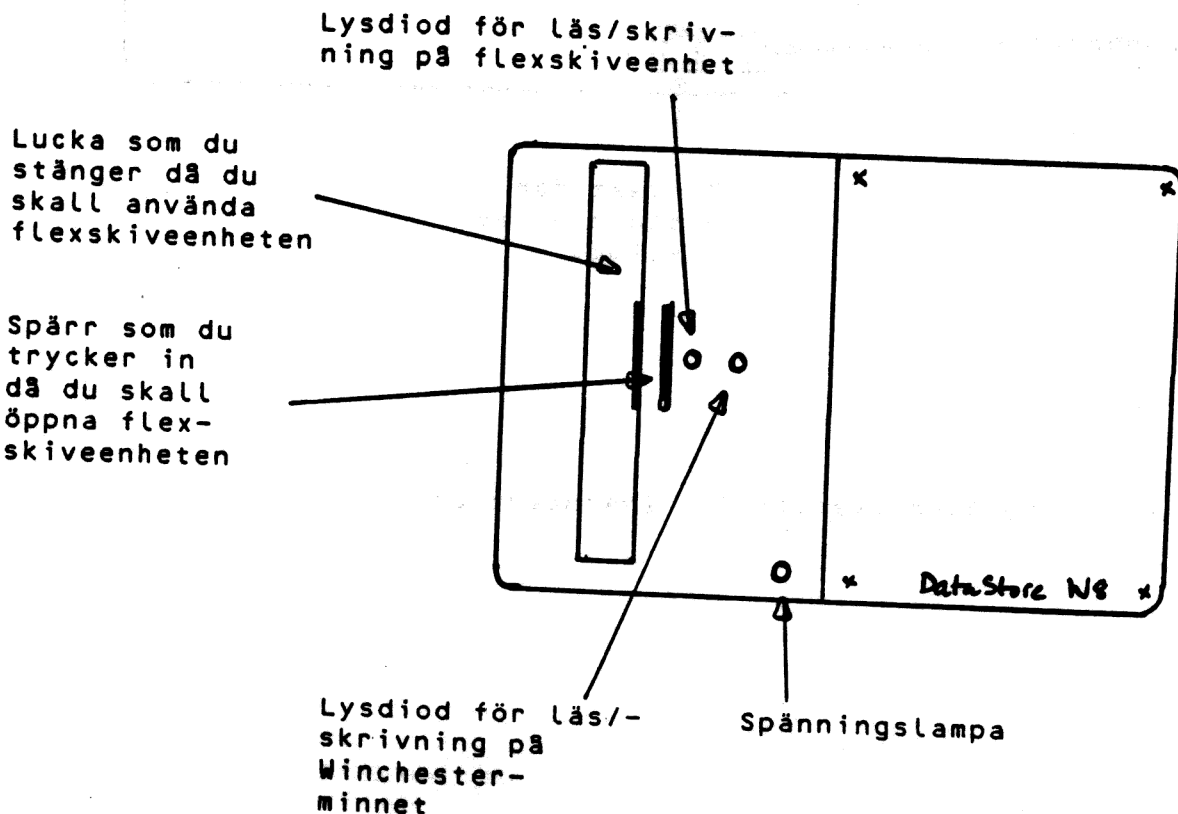 Lysdiod för läs/skriv-
ning på flexskiveenhet
Lucka som du
stänger då du
skall använda
flexskiveenheten
Spärr som du
trycker in
då du skall
öppna flex-
skiveenheten
DataStore W8
Lysdiod för läs/-
skrivning på
Winchester-
minnet
Spänningslampa